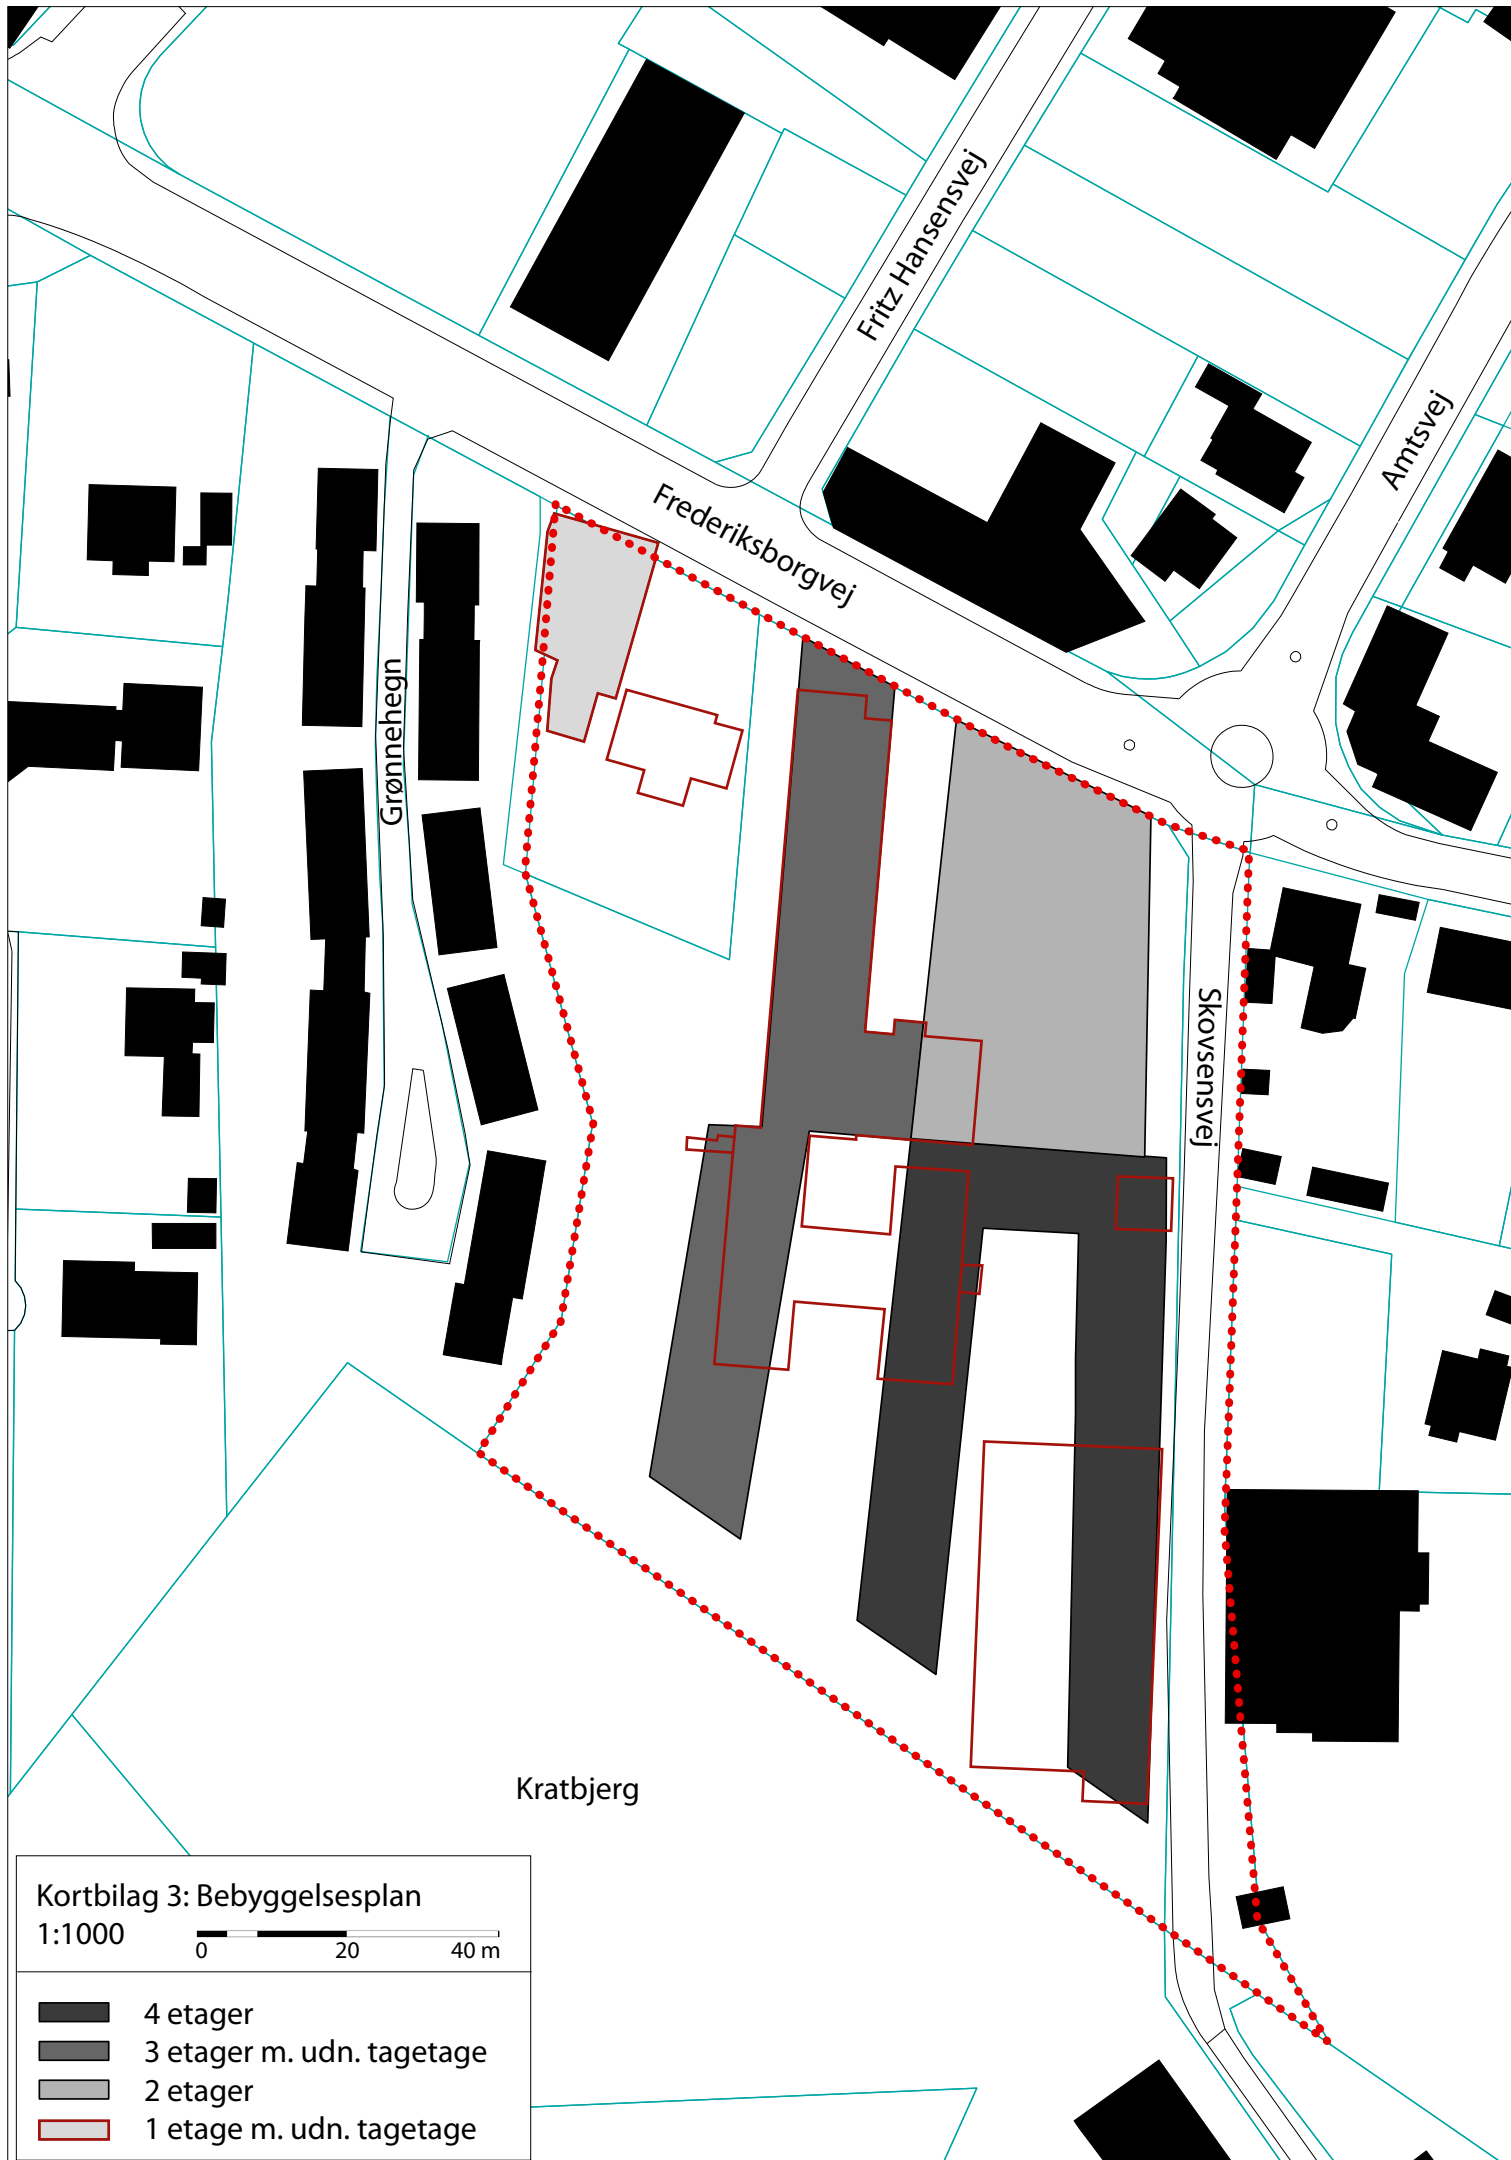 Fritz Hansensvej
Amtsvej
Frederiksborgvej
Grønnehegn
Skovsensvej
Kratbjerg
Kortbilag 3: Bebyggelsesplan
1:1000
0 20 40 m
4 etager
3 etager m. udn. tagetage
2 etager
1 etage m. udn. tagetage